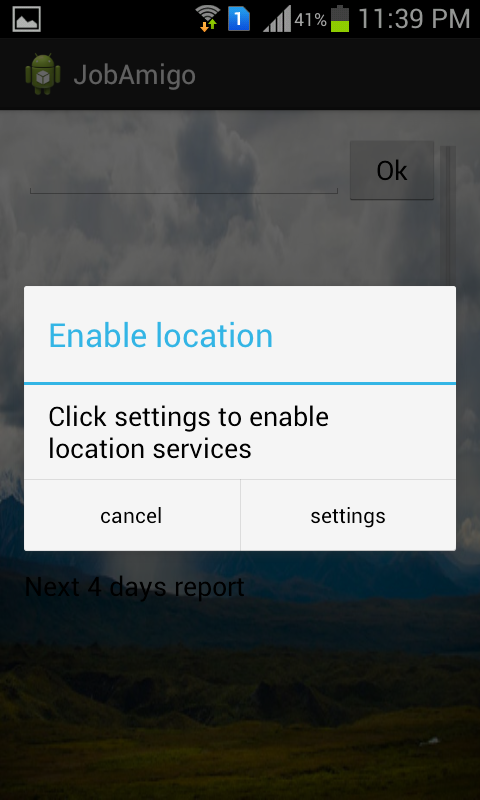 1 41% 11:39 PM
JobAmigo
Ok
Enable location
Click settings to enable
location services
cancel settings
Next 4 days report